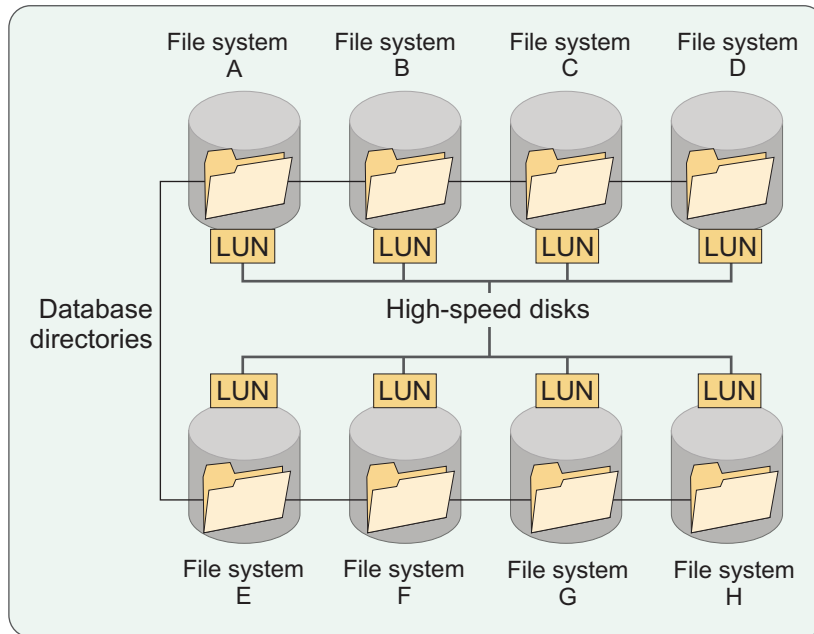 File system
A
File system
B
File system
C
File system
D
LUN
LUN
LUN
LUN
Database
directories
High-speed disks
LUN
LUN
LUN
LUN
File system
E
File system
F
File system
G
File system
H